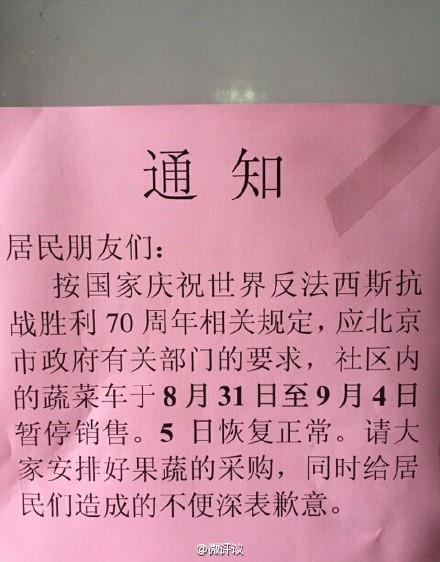 通知
居民朋友们：
按国家庆祝世界反法西斯抗
战胜利70周年相关规定，应北京
市政府有关部门的要求，社区内
的蔬菜车于8月31日至9月4日
暂停销售。5日恢复正常。请大
家安排好果蔬的采购，同时给居
民们造成的不便深表歉意。
@微评议